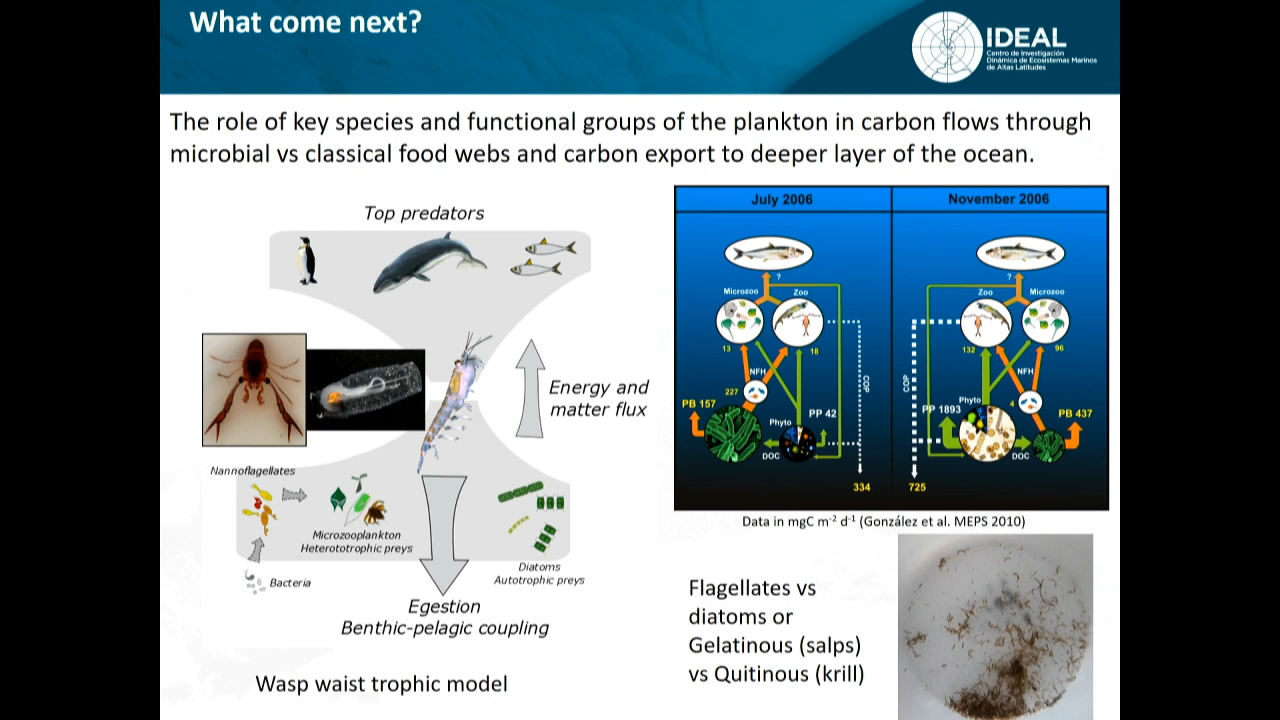 What come next?
IDEAL
Centro de Investigación
Dinámica de Ecosistemas Marinos
de Altas Latitudes
The role of key species and functional groups of the plankton in carbon flows through
microbial vs classical food webs and carbon export to deeper layer of the ocean.
Top predators
Energy and
matter flux
Nannoflagellates
Microzooplankton
Heterototrophic preys
Bacteria
Diatoms
Autotrophic preys
Egestion
Benthic-pelagic coupling
Wasp waist trophic model
July 2006
November 2006
?
Microzoo
Zoo
13
18
NFH
227
PB 157
PP 42
Phyto
DOC
COP
334
?
Zoo
Microzoo
132
96
NFH
COP
Phyto
4
PP 1893
PB 437
DOC
725
Data in mgC m-2 d-1 (González et al. MEPS 2010)
Flagellates vs
diatoms or
Gelatinous (salps)
vs Quitinous (krill)